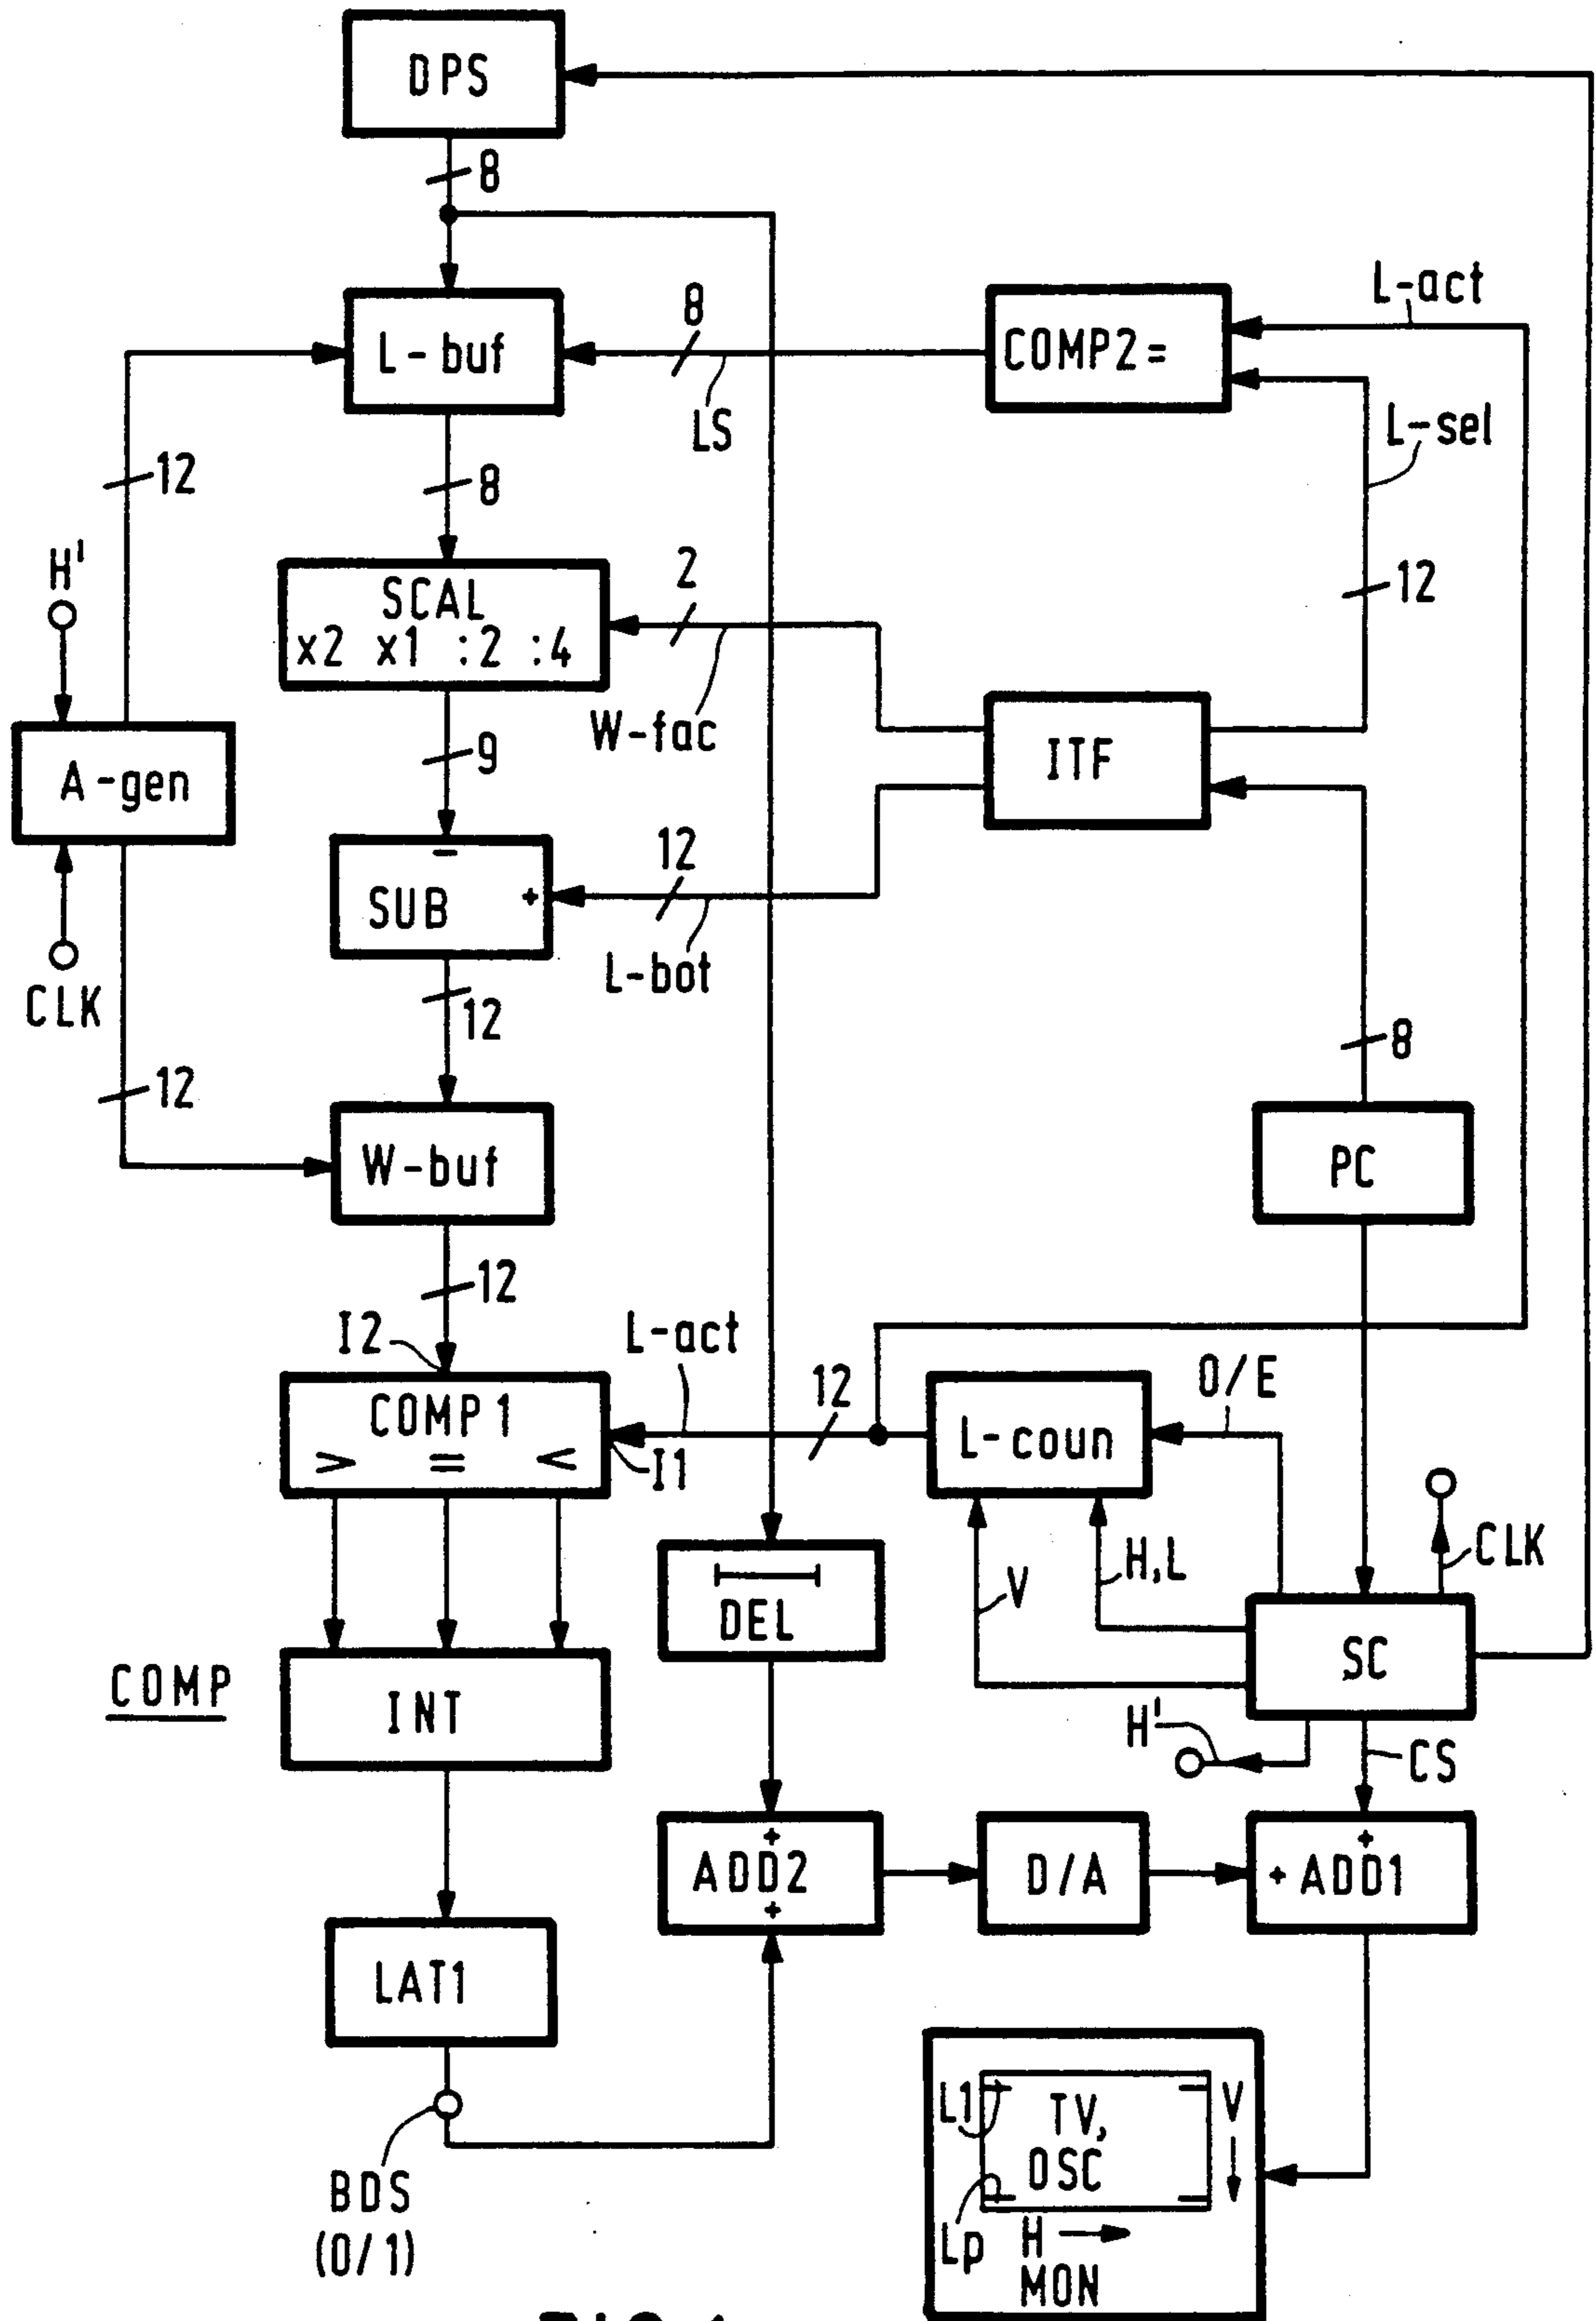 DPS
8
L-buf
8
LS
COMP2 =
L-act
L-sel
12
8
12
H'
SCAL
x2 x1 :2 :4
2
W-fac
ITF
A-gen
9
CLK
−
SUB +
12
L-bot
12
12
8
W-buf
PC
12
I2
L-act
COMP1
> = <
12
I1
L-coun
O/E
CLK
V
H,L
DEL
SC
COMP
INT
H'
CS
+
ADD2
+
D/A
+
+ ADD1
LAT1
BDS
(0/1)
L1
TV,
OSC
V
Lp
H
MON